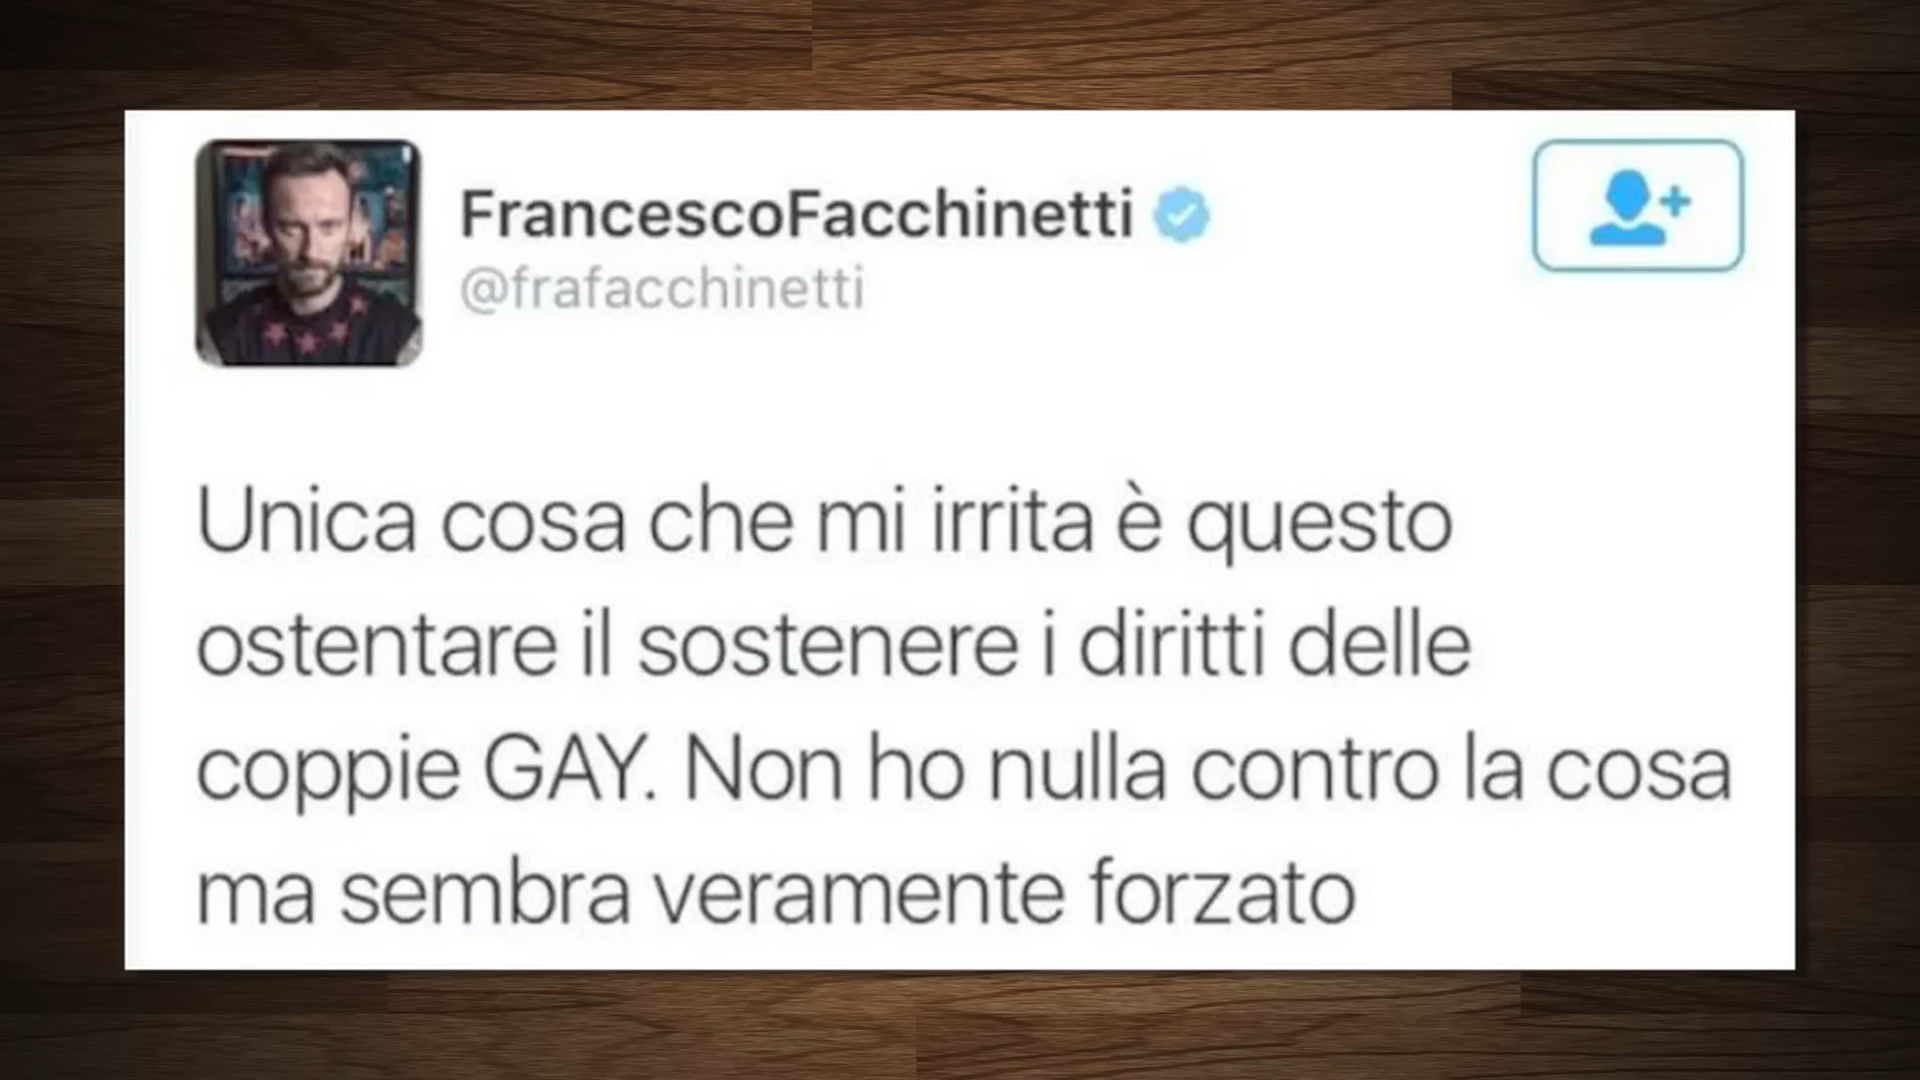 FrancescoFacchinetti
@frafacchinetti
Unica cosa che mi irrita è questo
ostentare il sostenere i diritti delle
coppie GAY. Non ho nulla contro la cosa
ma sembra veramente forzato